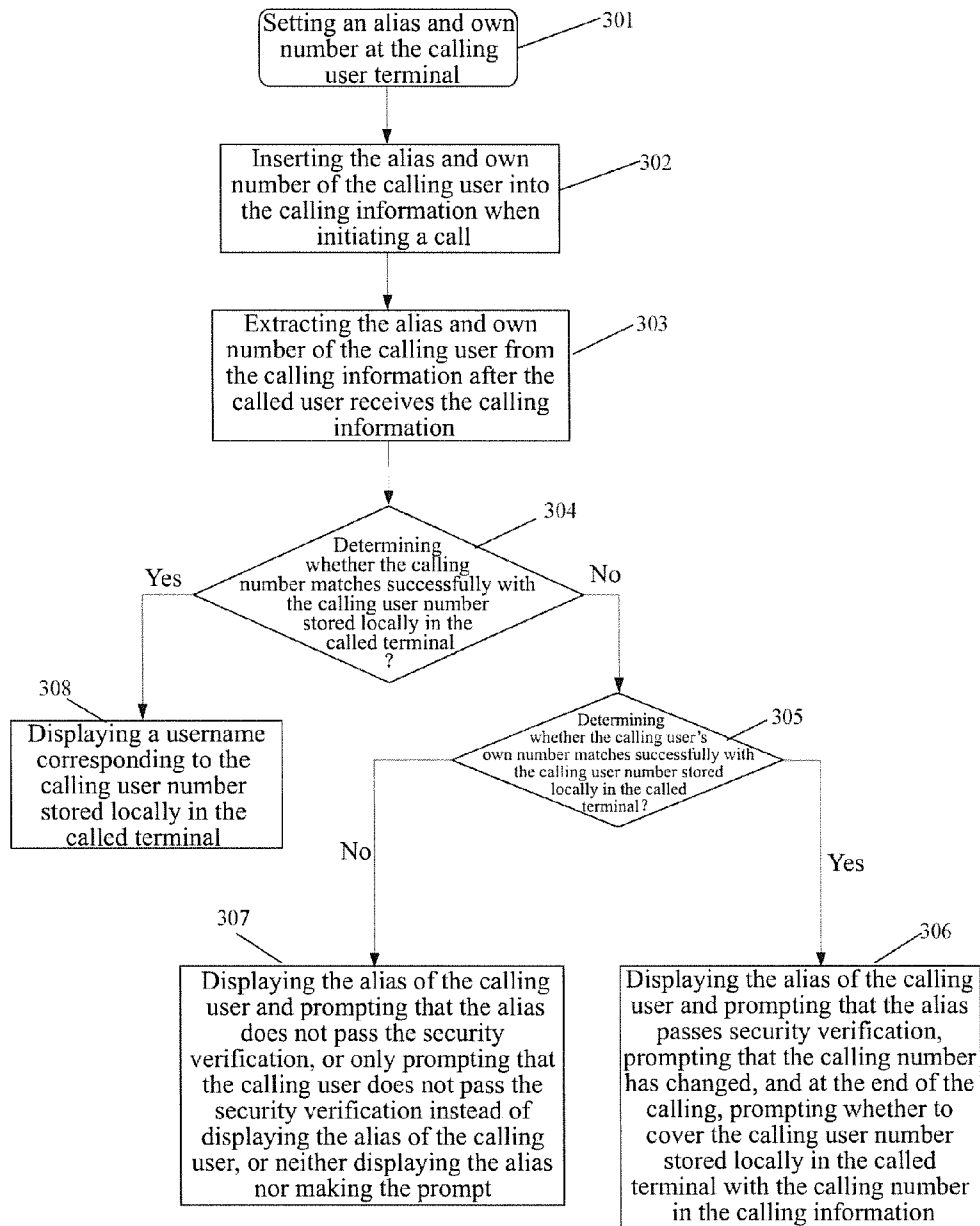 Setting an alias and own
number at the calling
user terminal
301
Inserting the alias and own
number of the calling user into
the calling information when
initiating a call
302
Extracting the alias and own
number of the calling user from
the calling information after the
called user receives the calling
information
303
304
Determining
whether the calling
number matches successfully with
the calling user number
stored locally in the
called terminal
?
Yes
No
308
Displaying a username
corresponding to the
calling user number
stored locally in the
called terminal
305
Determining
whether the calling user's
own number matches successfully with
the calling user number stored
locally in the called
terminal?
No
Yes
307
Displaying the alias of the calling
user and prompting that the alias
does not pass the security
verification, or only prompting that
the calling user does not pass the
security verification instead of
displaying the alias of the calling
user, or neither displaying the alias
nor making the prompt
306
Displaying the alias of the calling
user and prompting that the alias
passes security verification,
prompting that the calling number
has changed, and at the end of the
calling, prompting whether to
cover the calling user number
stored locally in the called
terminal with the calling number
in the calling information